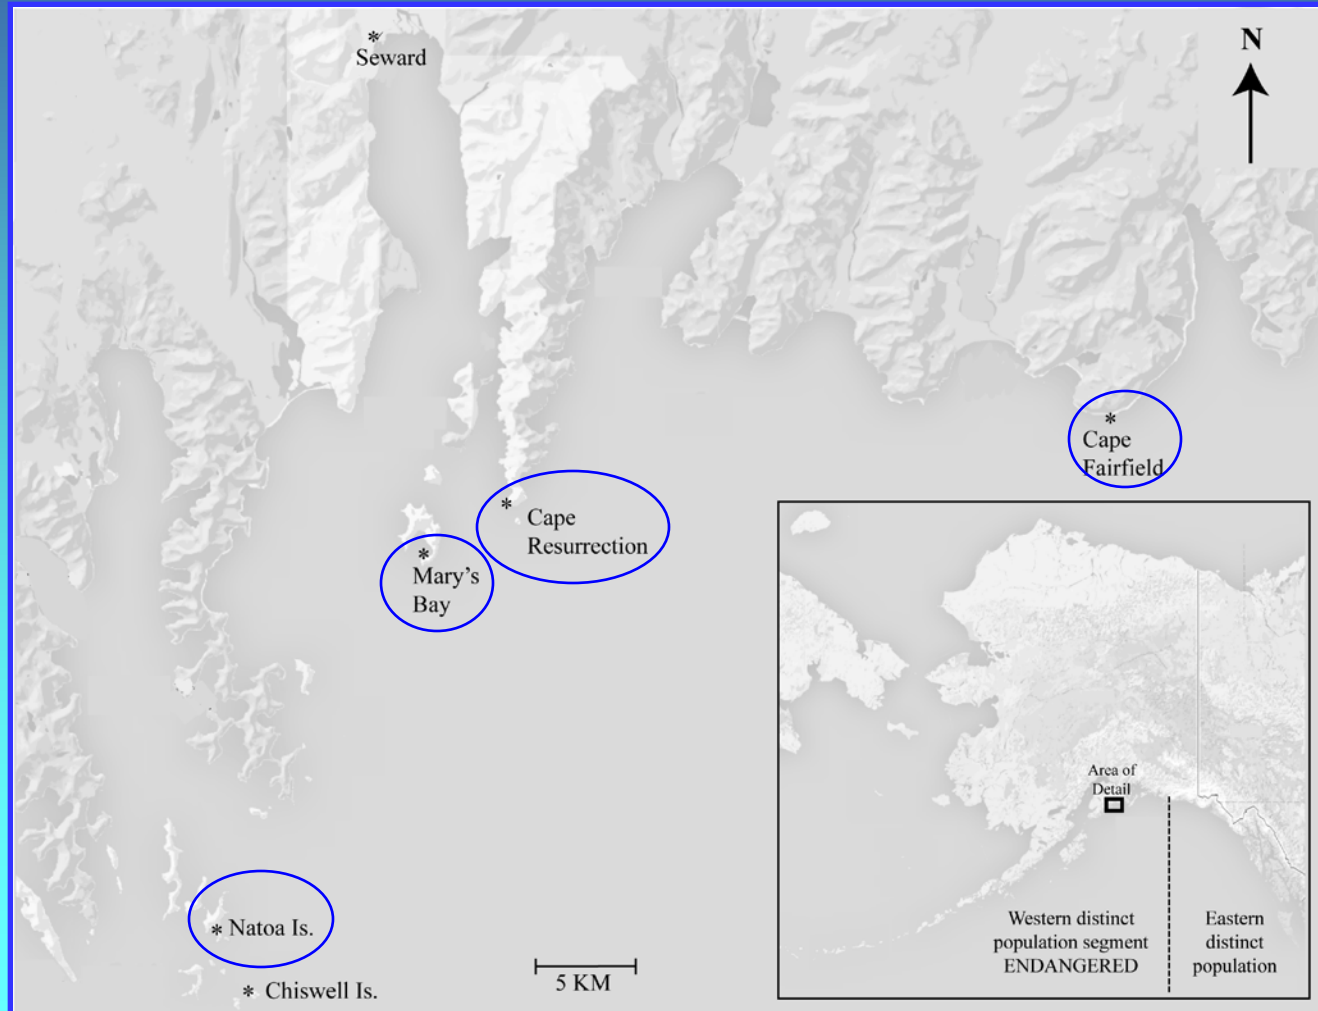 Seward
N
Cape
Fairfield
Cape
Resurrection
Mary's
Bay
Area of
Detail
Natoa Is.
Western distinct
population segment
ENDANGERED
Eastern
distinct
population
5 KM
Chiswell Is.